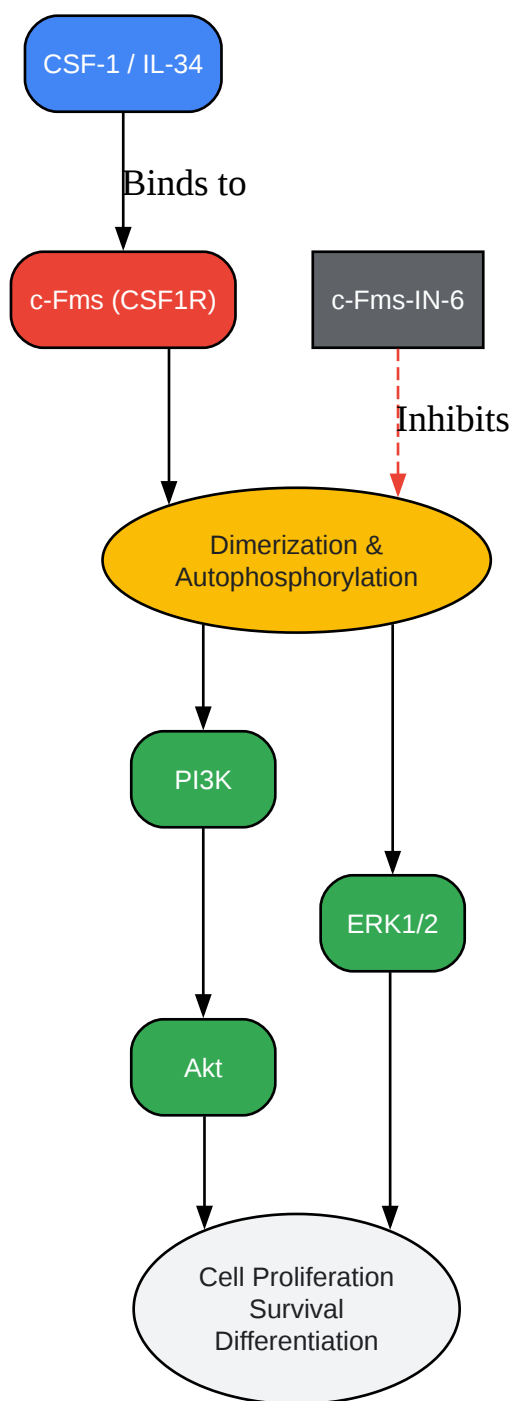 CSF-1 / IL-34
Binds to
c-Fms (CSF1R)
c-Fms-IN-6
Inhibits
Dimerization &
Autophosphorylation
PI3K
ERK1/2
Akt
Cell Proliferation
Survival
Differentiation